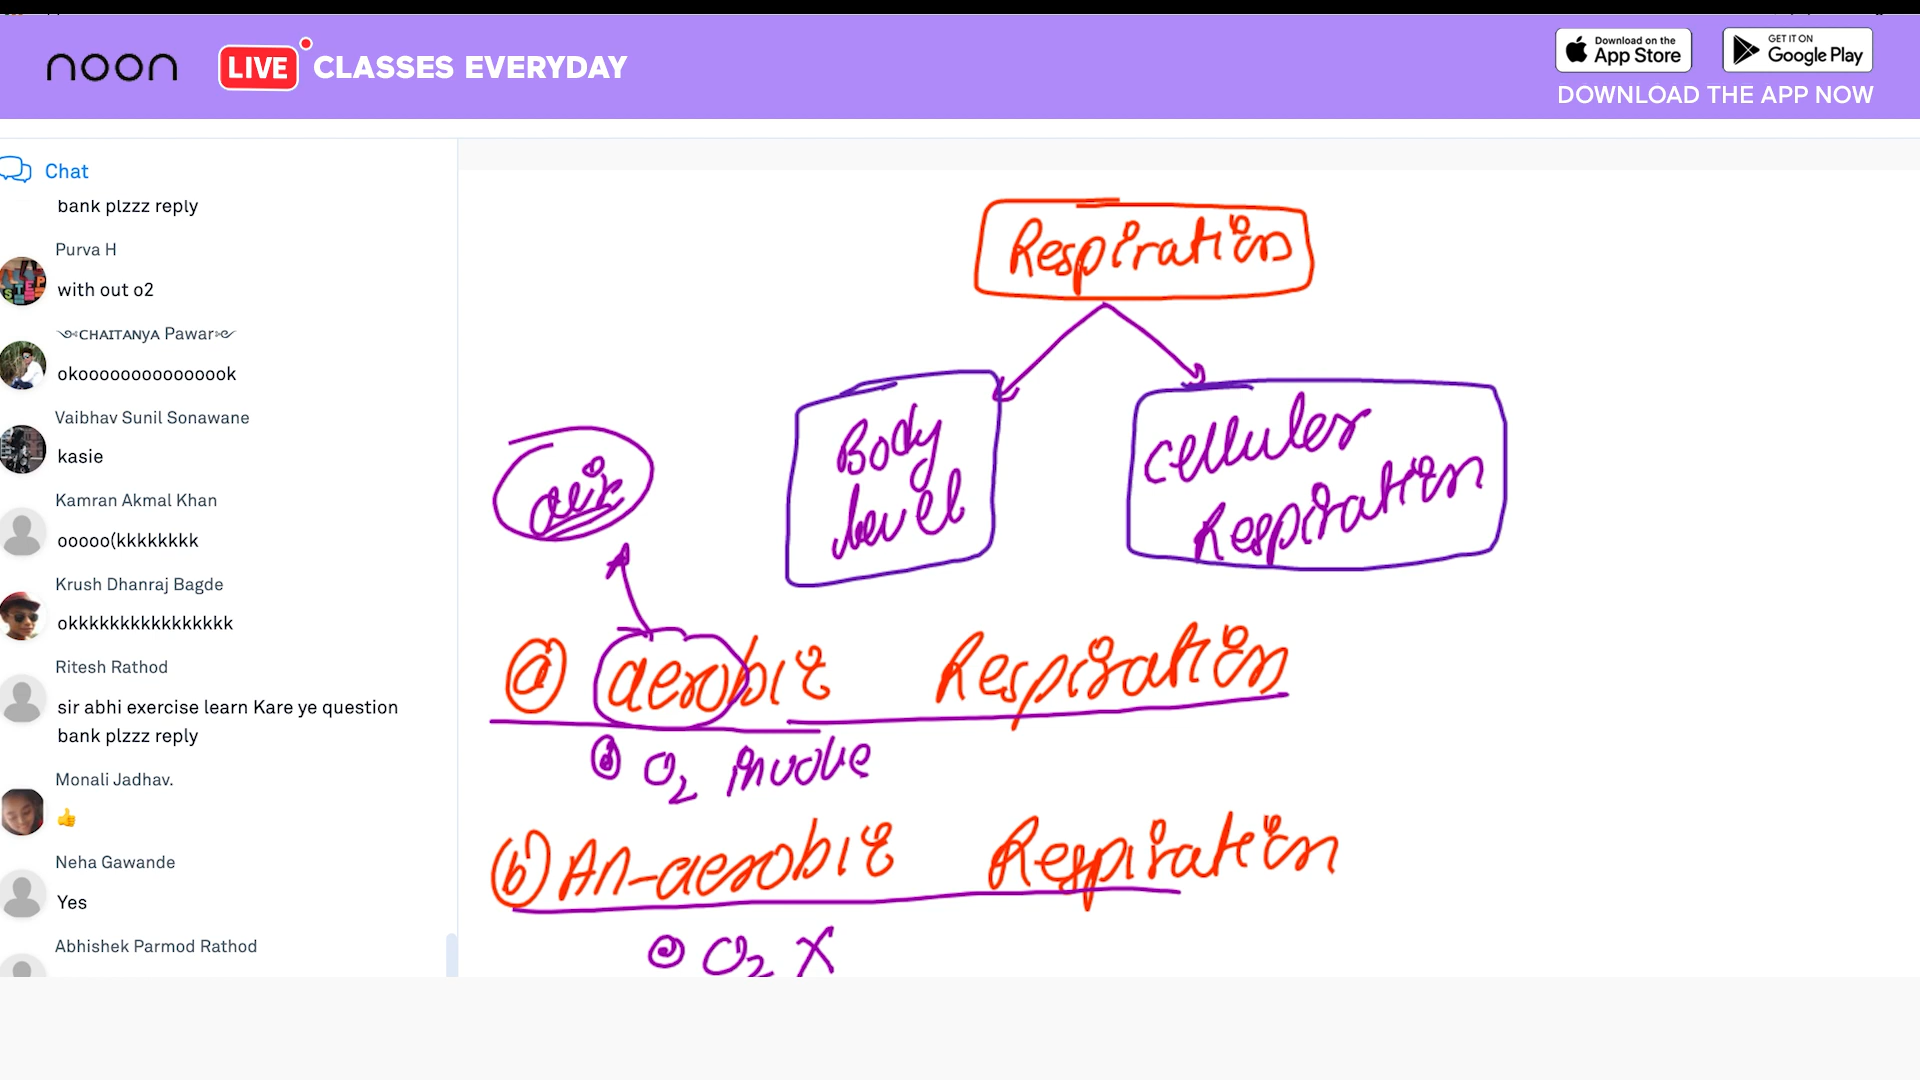 noon LIVE CLASSES EVERYDAY
Download on the App Store
GET IT ON Google Play
DOWNLOAD THE APP NOW
Chat
bank plzzz reply
Purva H
with out o2
༺CHAITANYA Pawar༻
okoooooooooooooook
Vaibhav Sunil Sonawane
kasie
Kamran Akmal Khan
ooooo(kkkkkkkk
Krush Dhanraj Bagde
okkkkkkkkkkkkkkkk
Ritesh Rathod
sir abhi exercise learn Kare ye question
bank plzzz reply
Monali Jadhav.
👍
Neha Gawande
Yes
Abhishek Parmod Rathod
Respiration
Body
level
cellular
Respiration
air
a aerobic Respiration
O2 invove
b) An-aerobic Respiration
O2 X